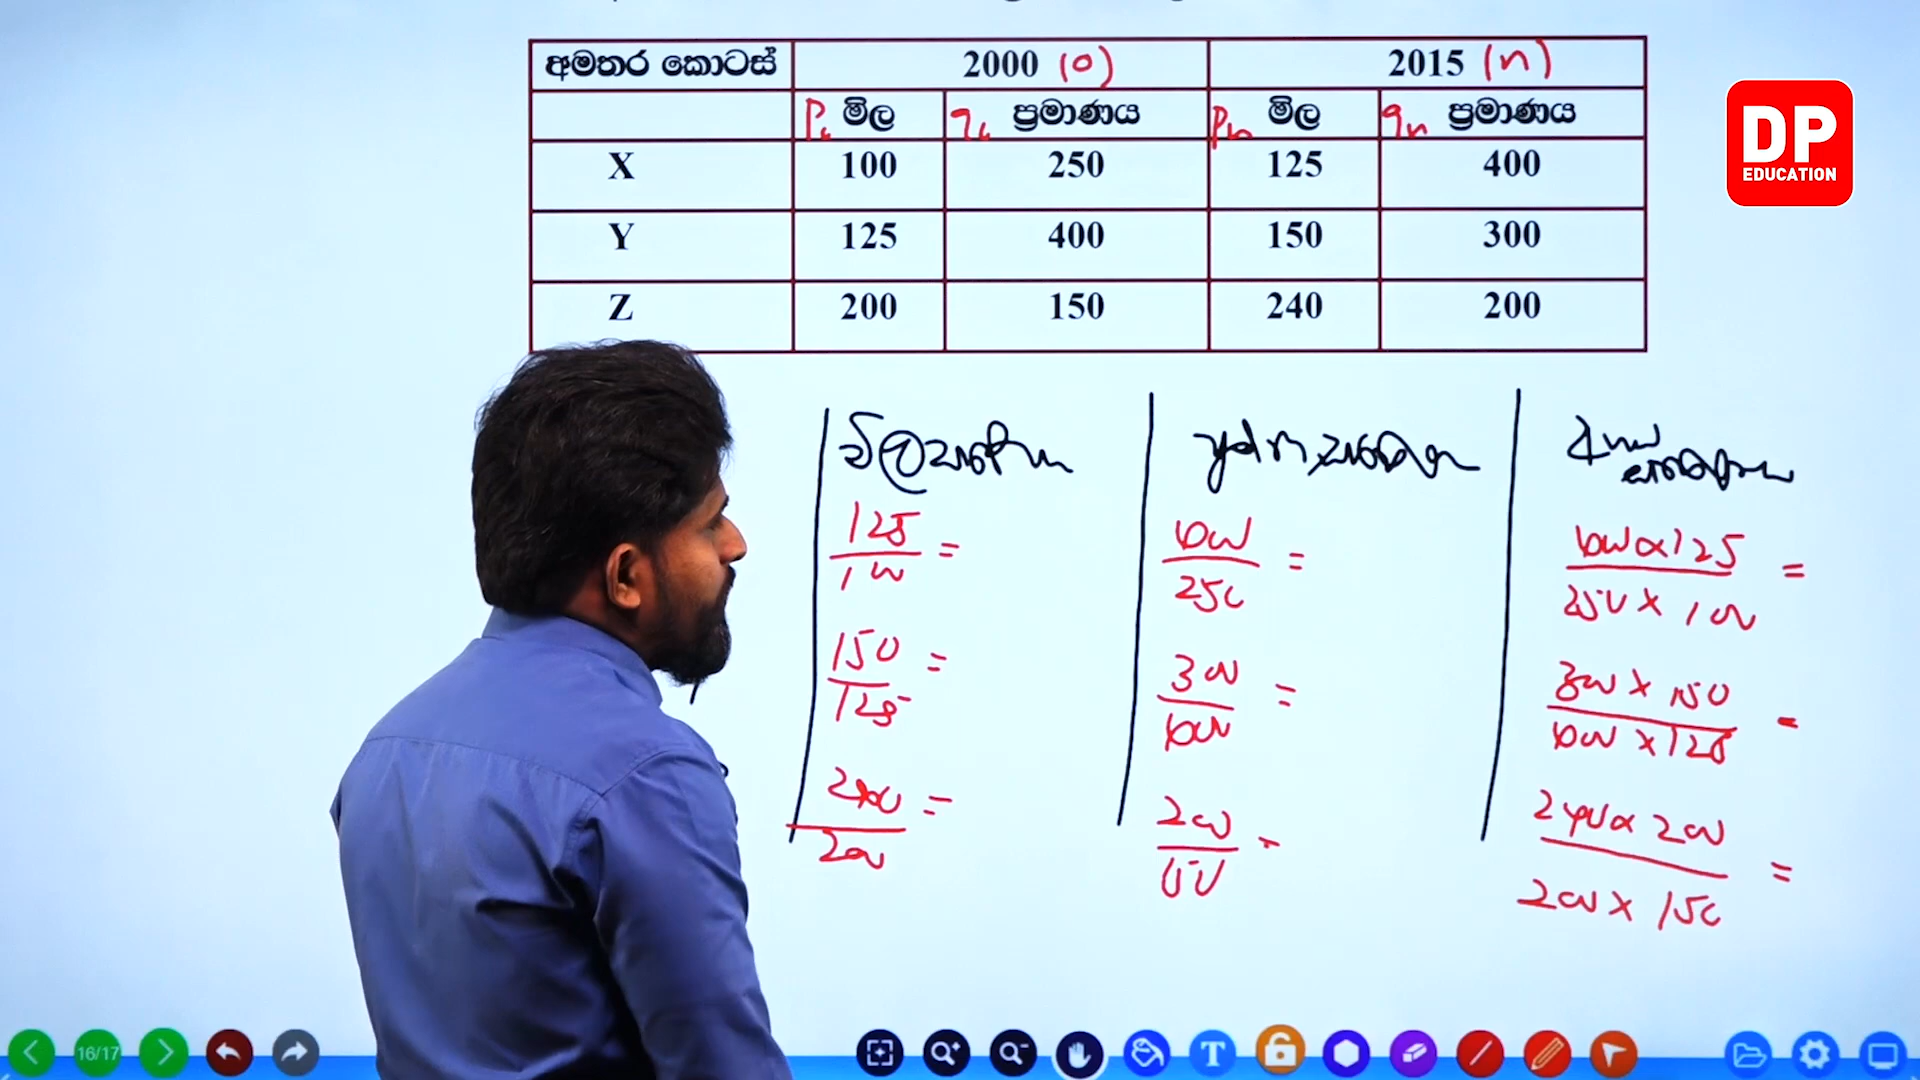 අමතර කොටස් 2000 (0) 2015 (n)
P₀ මිල q₀ ප්‍රමාණය Pn මිල qn ප්‍රමාණය
X 100 250 125 400
Y 125 400 150 300
Z 200 150 240 200
DP
EDUCATION
125/100 = 400/250 = 400×125/250×100 =
150/125 = 300/400 = 300×150/400×125 =
240/200 = 200/150 = 240×200/200×150 =
16/17
T